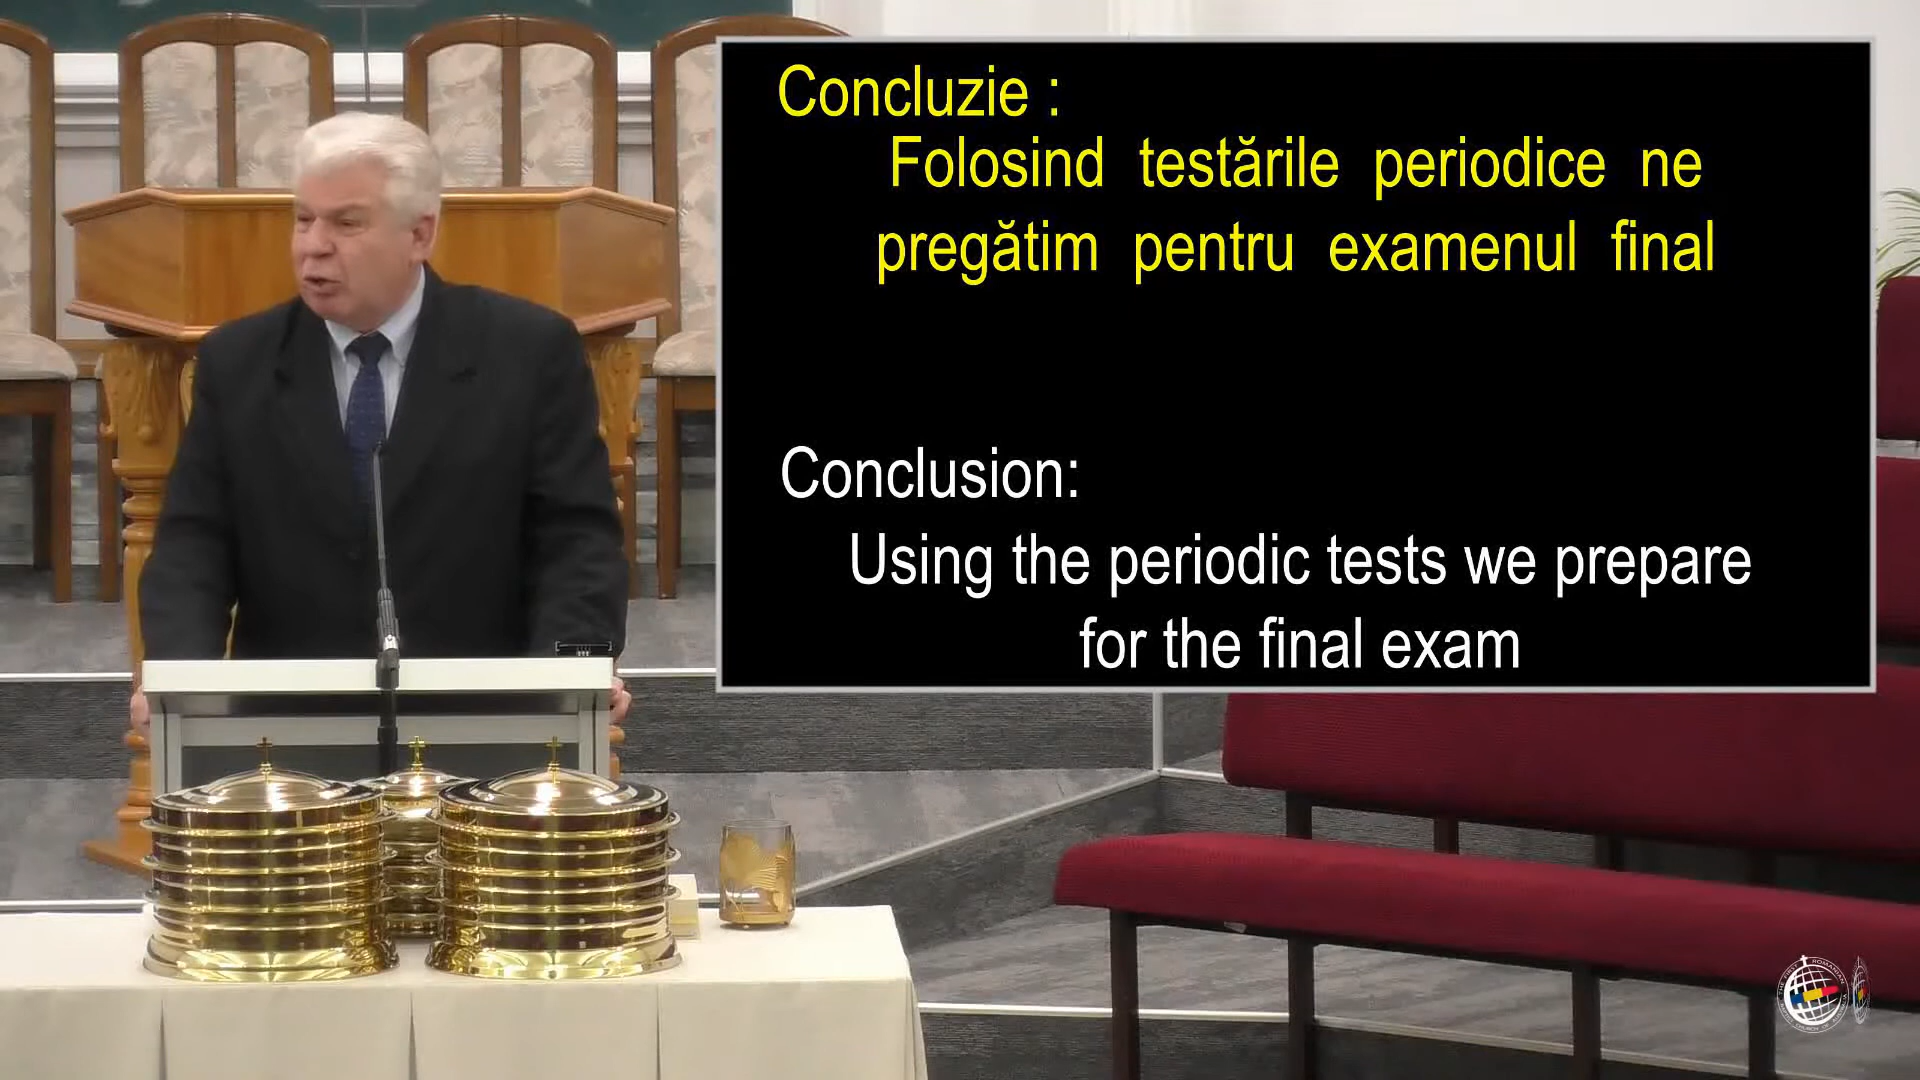 Concluzie :
Folosind testările periodice ne
pregătim pentru examenul final
Conclusion:
Using the periodic tests we prepare
for the final exam